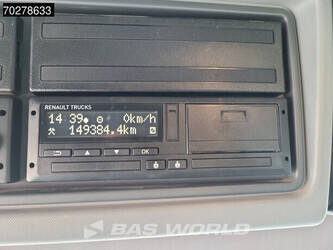 70278633
RENAULT TRUCKS
14 39 0km/h
149384.4km
OK
BAS WORLD